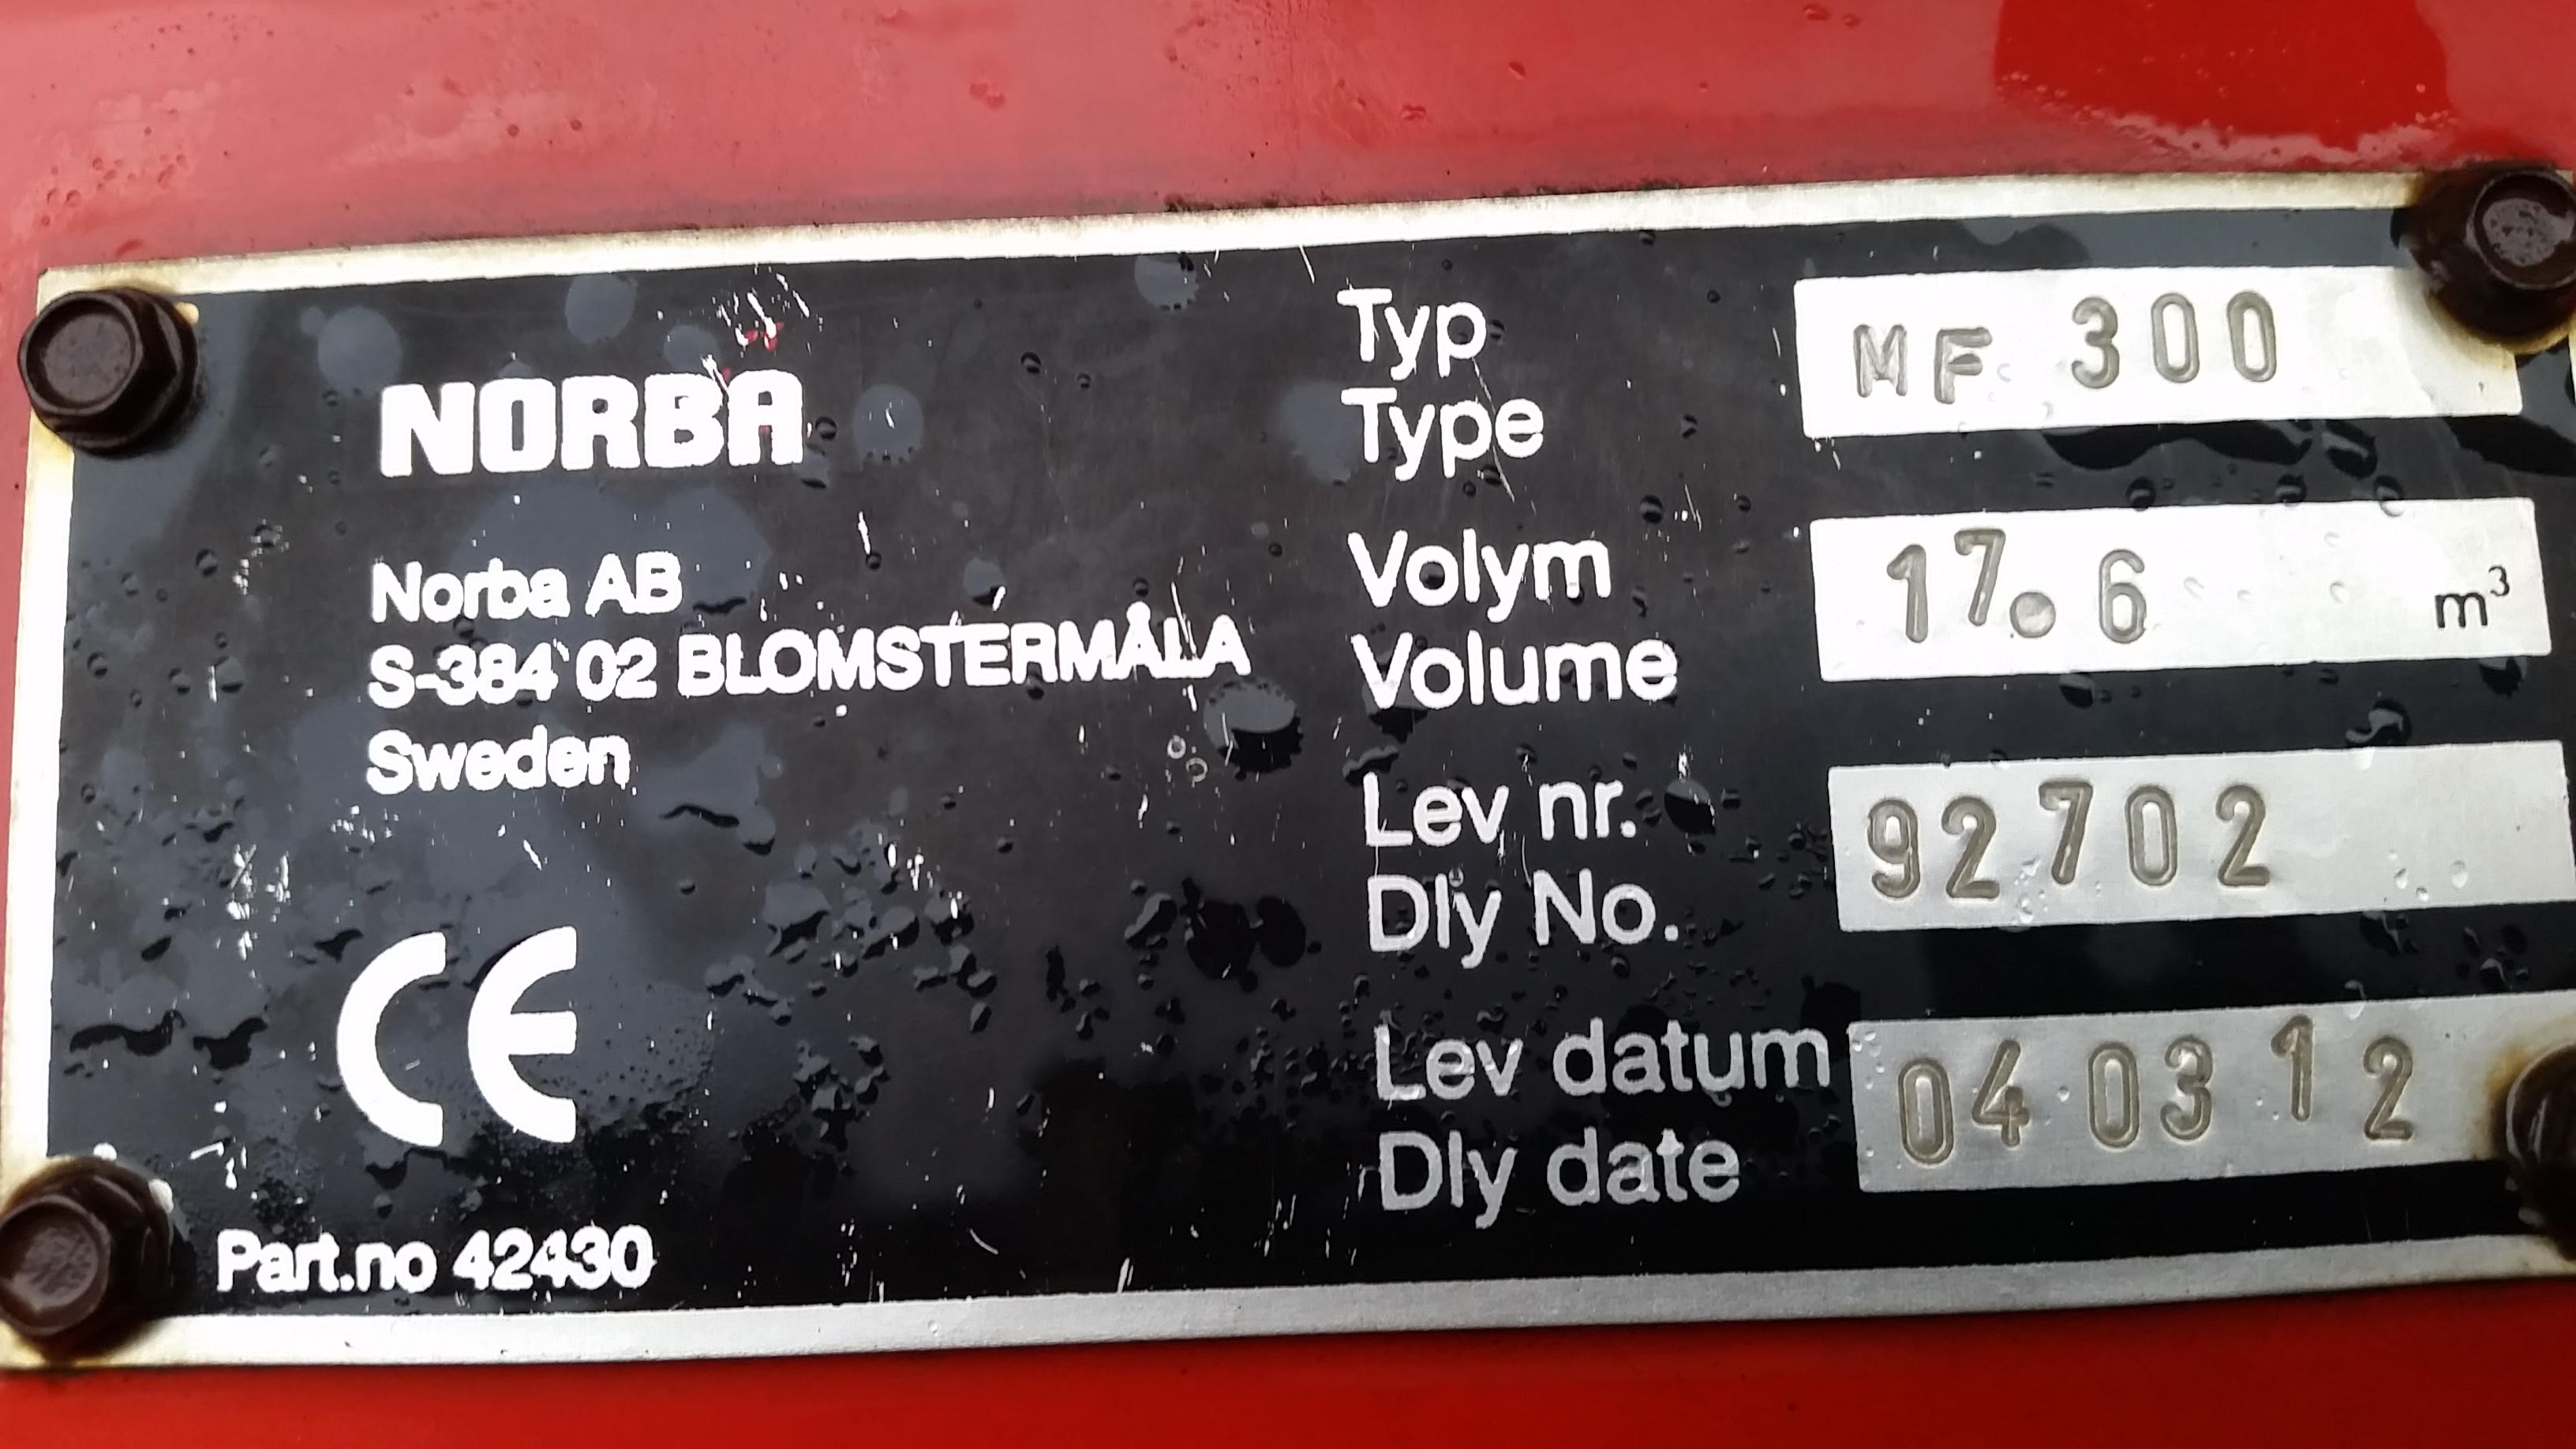 NORBA
Norba AB
S-384 02 BLOMSTERMÅLA
Sweden
CE
Part.no 42430
Typ
Type
MF 300
Volym
Volume
17.6 m³
Lev nr.
Dly No.
92702
Lev datum
Dly date
04 03 12